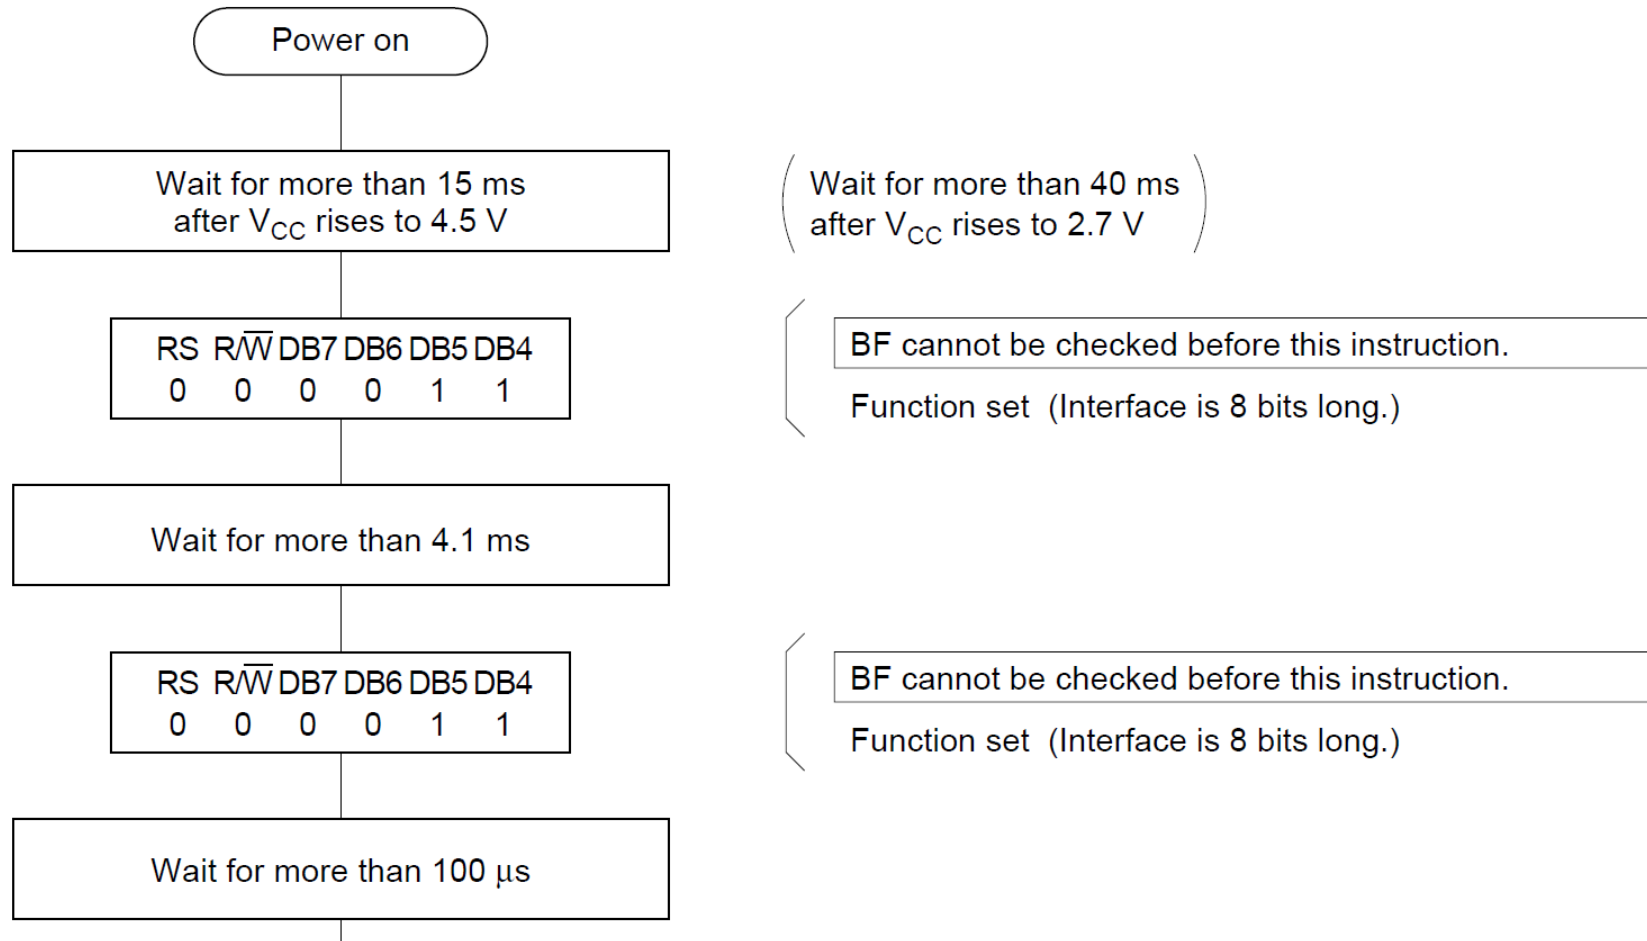 Power on
Wait for more than 15 ms
after VCC rises to 4.5 V
Wait for more than 40 ms
after VCC rises to 2.7 V
RS R/W̅ DB7 DB6 DB5 DB4
0 0 0 0 1 1
BF cannot be checked before this instruction.
Function set (Interface is 8 bits long.)
Wait for more than 4.1 ms
RS R/W̅ DB7 DB6 DB5 DB4
0 0 0 0 1 1
BF cannot be checked before this instruction.
Function set (Interface is 8 bits long.)
Wait for more than 100 μs